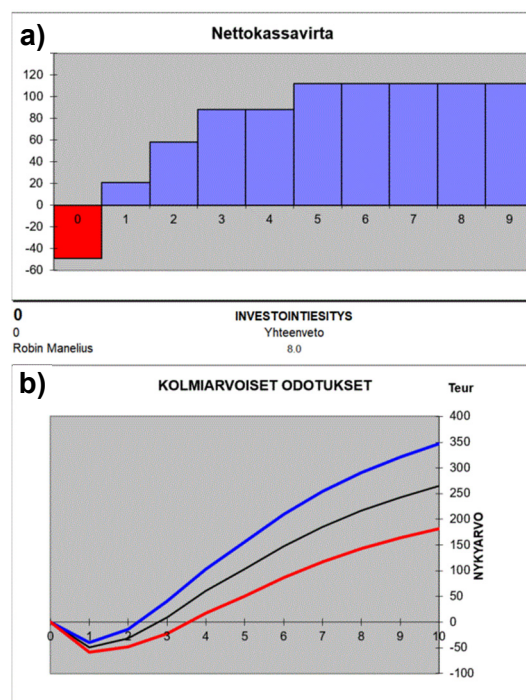 a)
Nettokassavirta
120
100
80
60
40
20
0
-20
-40
-60
0 1 2 3 4 5 6 7 8 9
0 INVESTOINTIESITYS
0 Yhteenveto
Robin Manelius 8.0
b)
KOLMIARVOISET ODOTUKSET Teur
400
350
300
250
200
150
100
50
0
-50
-100
NYKYARVO
0 1 2 3 4 5 6 7 8 9 10